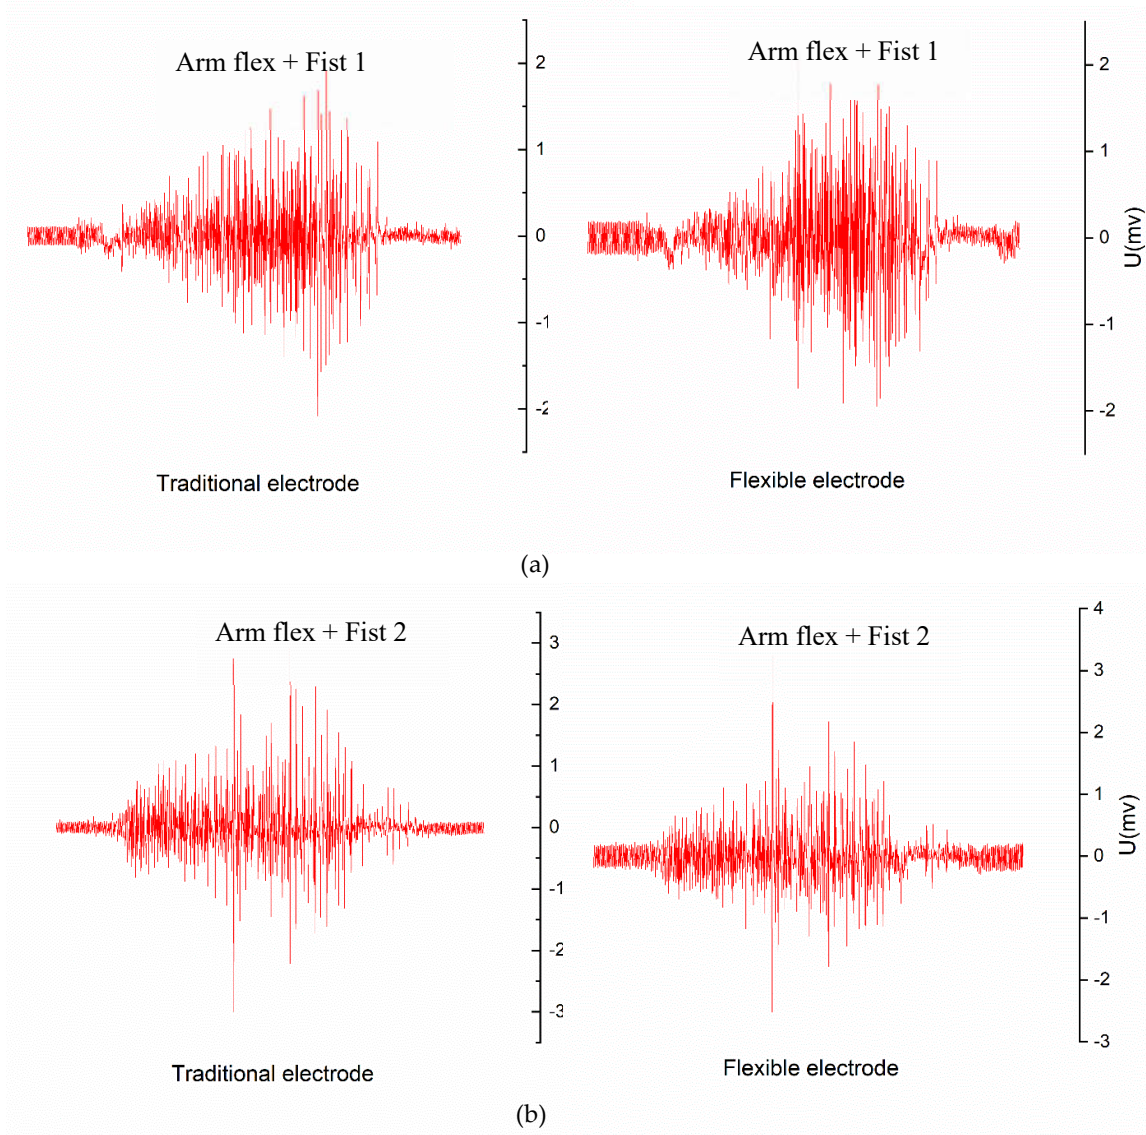 Arm flex + Fist 1
2
1
0
-1
-2
Traditional electrode
Arm flex + Fist 1
2
1
0
-1
-2
U(mv)
Flexible electrode
(a)
Arm flex + Fist 2
3
2
1
0
-1
-2
-3
Traditional electrode
Arm flex + Fist 2
4
3
2
1
0
-1
-2
-3
U(mv)
Flexible electrode
(b)